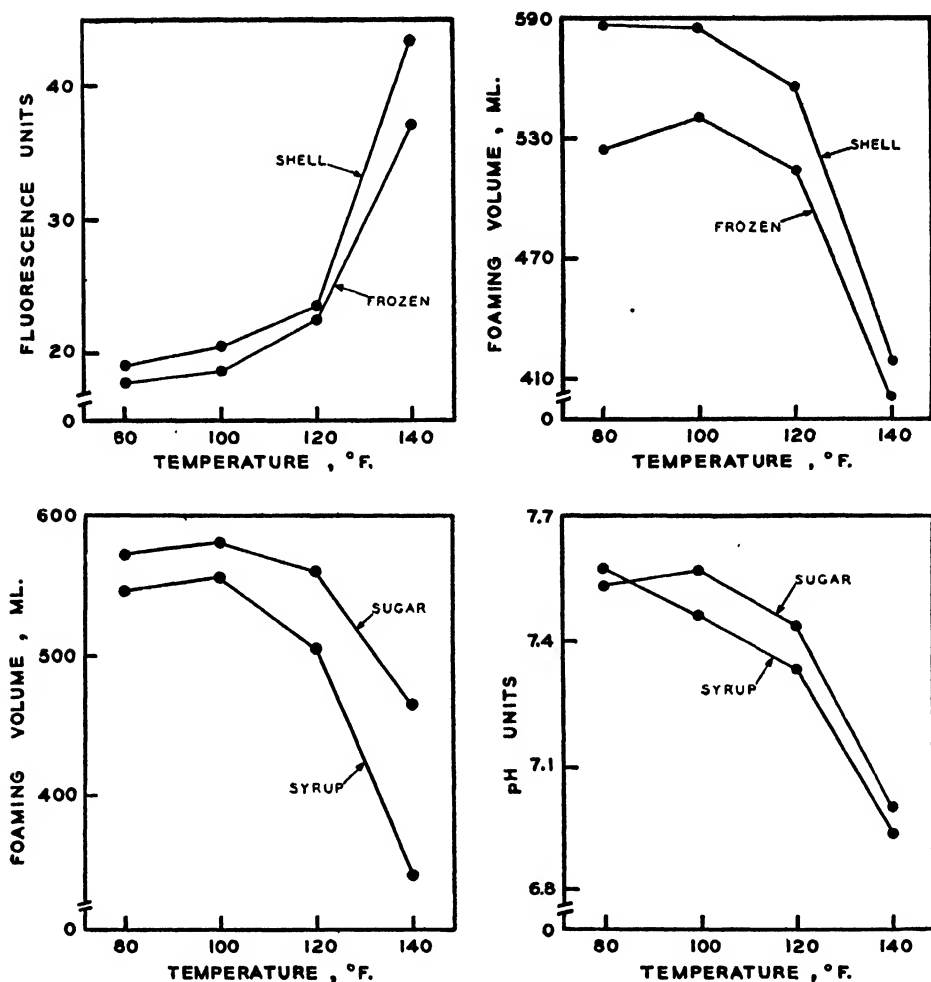 FLUORESCENCE UNITS
40
30
20
0
SHELL
FROZEN
60 100 120 140
TEMPERATURE , °F.
FOAMING VOLUME , ML.
590
530
470
410
0
SHELL
FROZEN
80 100 120 140
TEMPERATURE , °F.
FOAMING VOLUME , ML.
600
500
400
0
SUGAR
SYRUP
80 100 120 140
TEMPERATURE , °F.
pH UNITS
7.7
7.4
7.1
6.8
0
SUGAR
SYRUP
80 100 120 140
TEMPERATURE , °F.